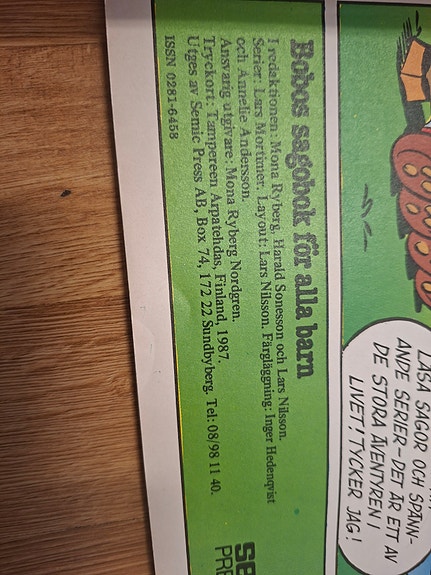 Bobos sagobok för alla barn
I redaktionen: Mona Ryberg, Harald Sonesson och Lars Nilsson.
Serier: Lars Mortimer. Layout: Lars Nilsson. Färgläggning: Inger Hedenqvist
och Annelie Andersson.
Ansvarig utgivare: Mona Ryberg Nordgren.
Tryckort: Tampereen Arpatehdas, Finland, 1987.
Utges av Semic Press AB, Box 74, 172 22 Sundbyberg. Tel: 08/98 11 40.
ISSN 0281-6458
LÄSA SAGOR OCH SPÄNN-
ANDE SERIER-DET ÄR ETT AV
DE STORA ÄVENTYREN I
LIVET! TYCKER JAG!